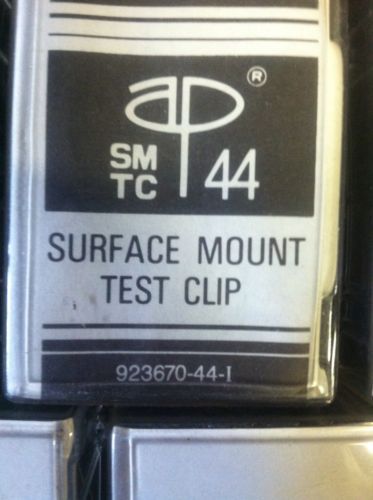 ap ®
SM
TC 44
SURFACE MOUNT
TEST CLIP
923670-44-I